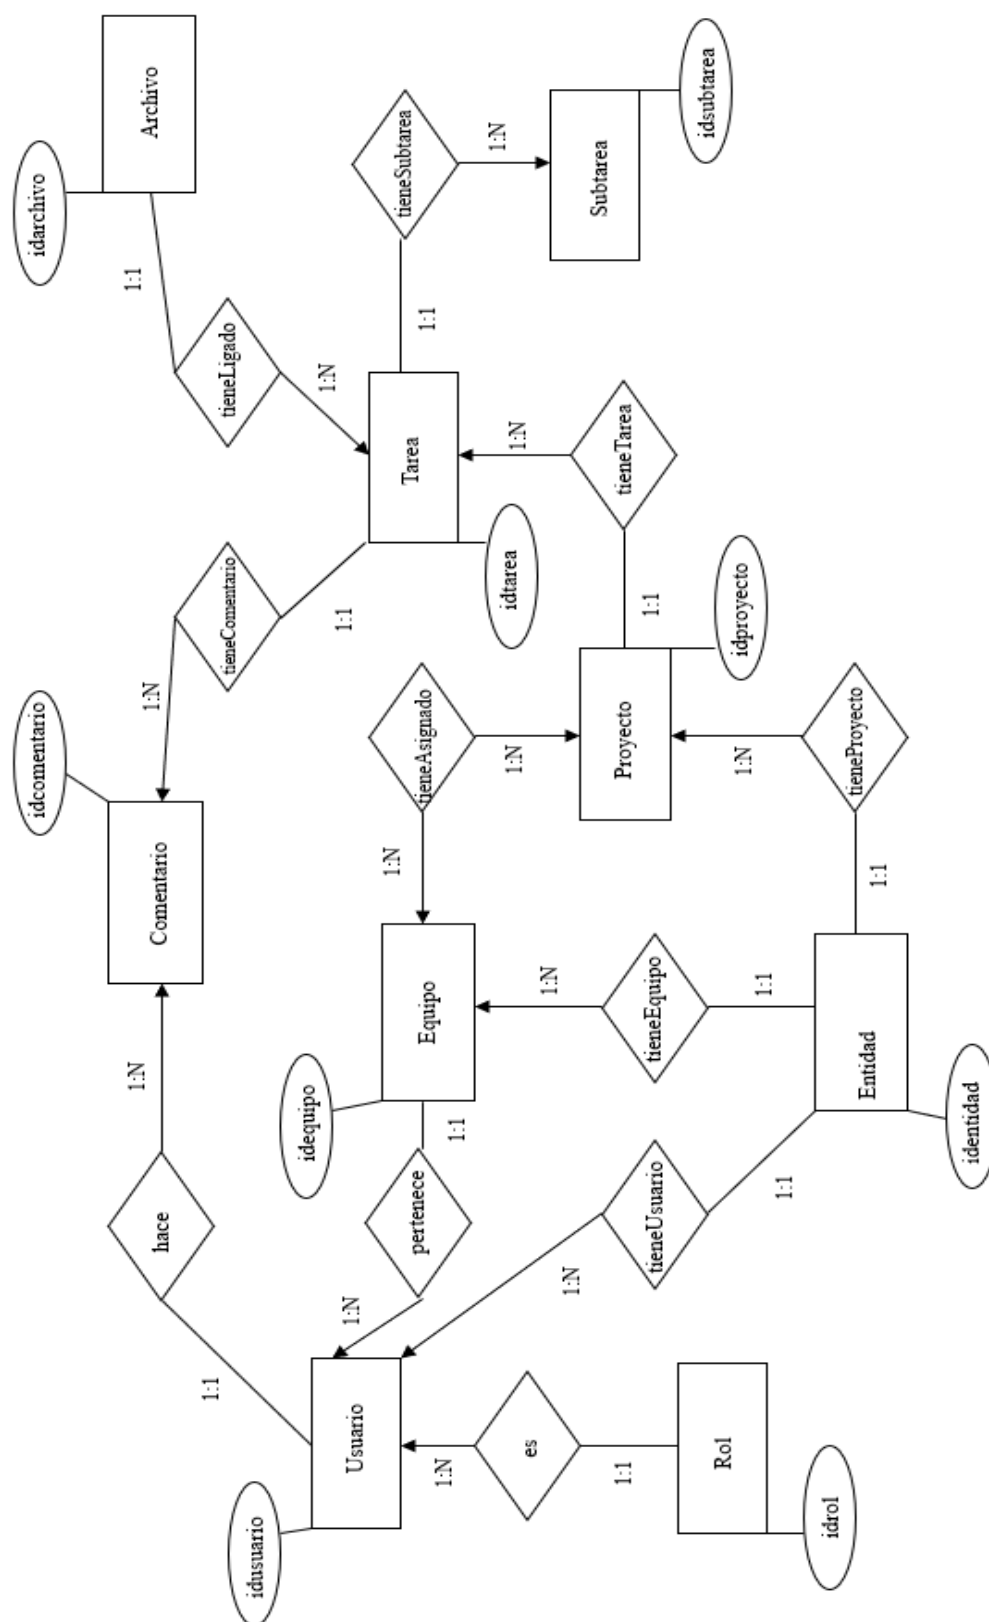 idusuario
Usuario
1:1
hace
1:N
Comentario
idcomentario
1:N
tieneComentario
1:1
1:N
tieneLigado
1:1
Archivo
idarchivo
Rol
idrol
1:1
es
1:N
1:N
pertenece
1:1
Equipo
idequipo
1:N
tieneUsuario
1:1
Entidad
identidad
1:1
tieneEquipo
1:N
1:N
tieneAsignado
1:N
1:1
tieneProyecto
1:N
Proyecto
idproyecto
1:1
tieneTarea
1:N
Tarea
idtarea
1:1
tieneSubtarea
1:N
Subtarea
idsubtarea